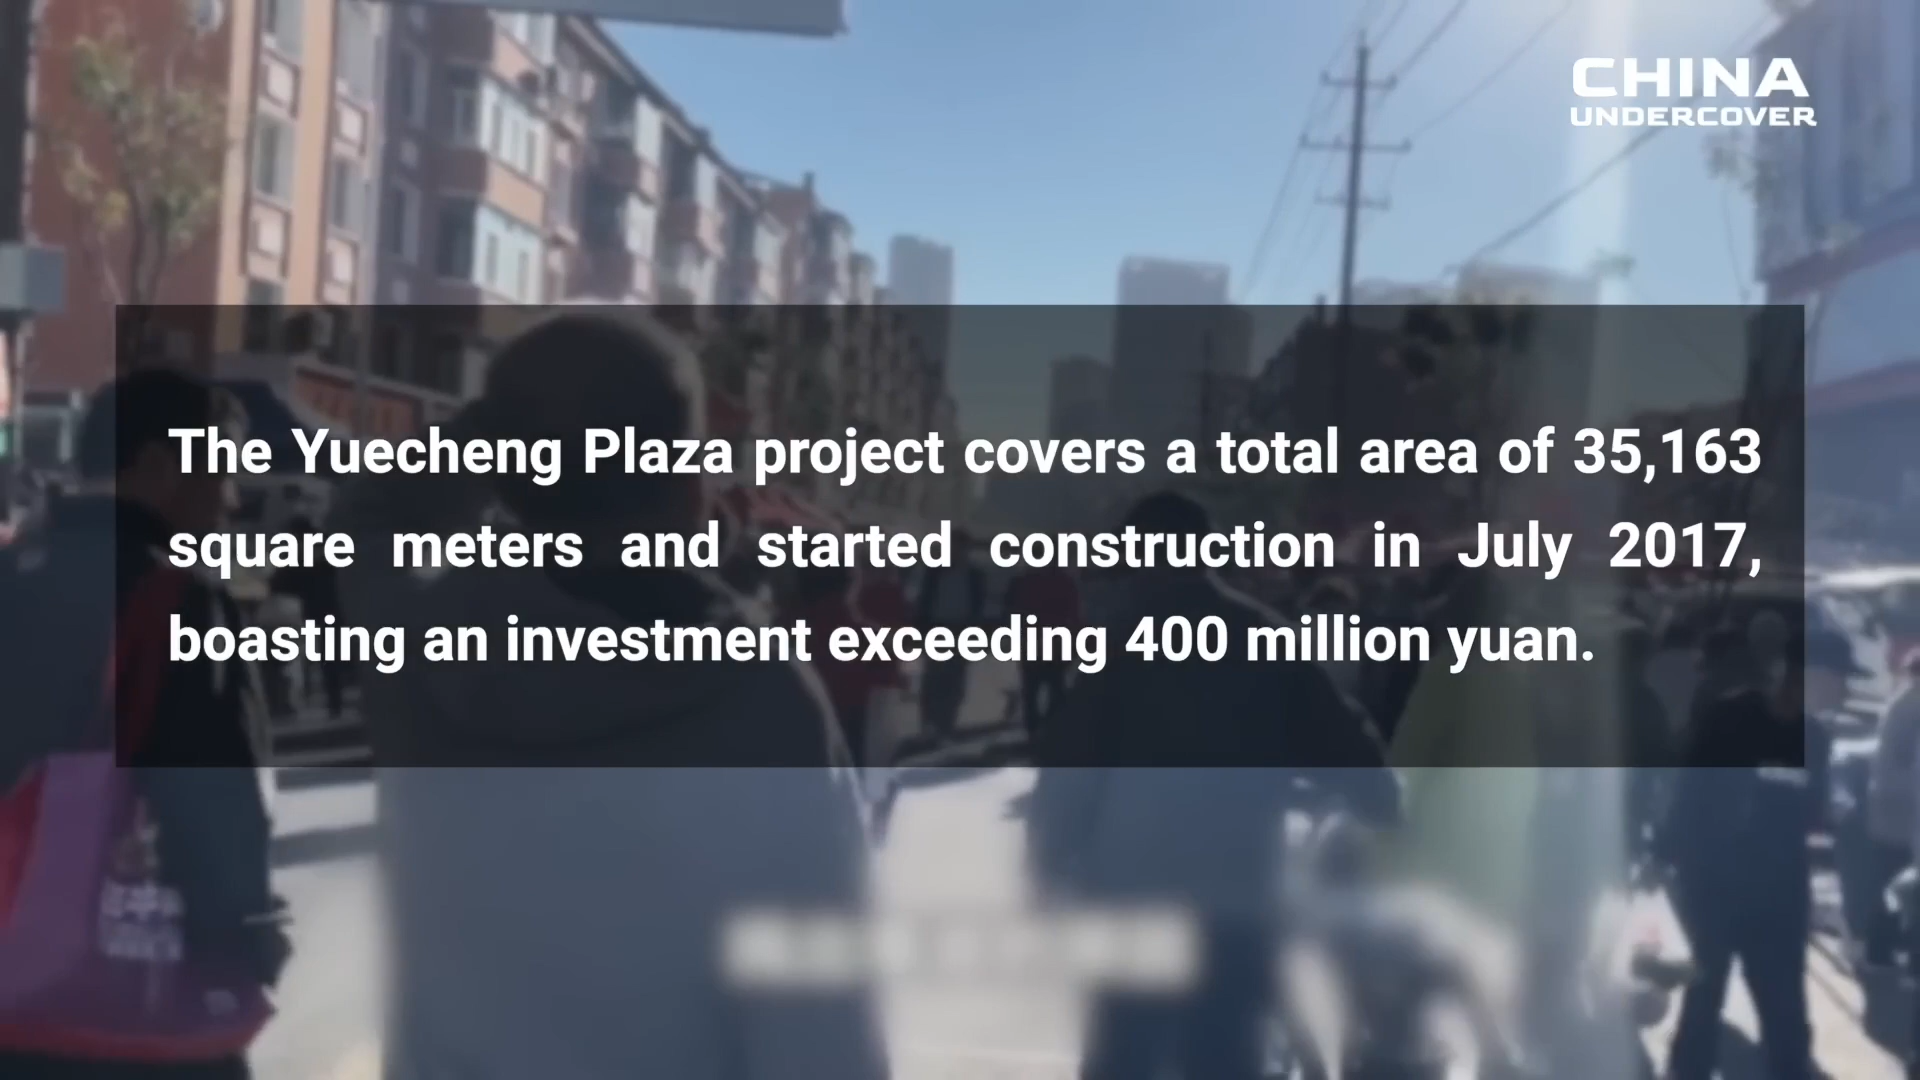 CHINA
UNDERCOVER
The Yuecheng Plaza project covers a total area of 35,163
square meters and started construction in July 2017,
boasting an investment exceeding 400 million yuan.